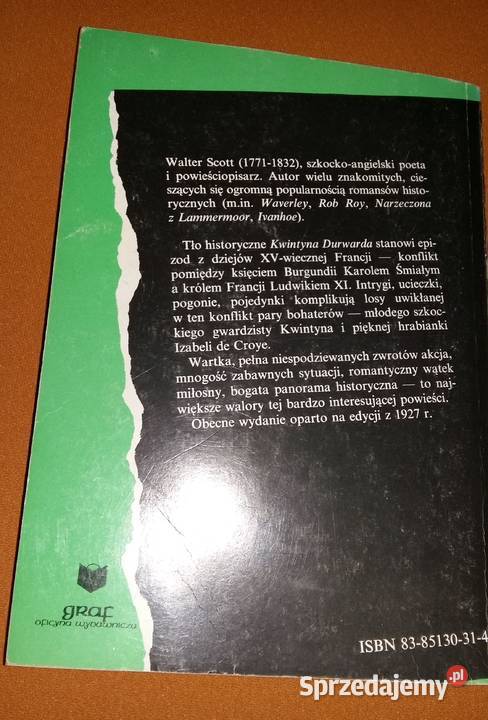 Walter Scott (1771-1832), szkocko-angielski poeta
i powieściopisarz. Autor wielu znakomitych, cie-
szących się ogromną popularnością romansów histo-
rycznych (m.in. Waverley, Rob Roy, Narzeczona
z Lammermoor, Ivanhoe).
Tło historyczne Kwintyna Durwarda stanowi epi-
zod z dziejów XV-wiecznej Francji — konflikt
pomiędzy księciem Burgundii Karolem Śmiałym
a królem Francji Ludwikiem XI. Intrygi, ucieczki,
pogonie, pojedynki komplikują losy uwikłanej
w ten konflikt pary bohaterów — młodego szkoc-
kiego gwardzisty Kwintyna i pięknej hrabianki
Izabeli de Croye.
Wartka, pełna niespodziewanych zwrotów akcja,
mnogość zabawnych sytuacji, romantyczny wątek
miłosny, bogata panorama historyczna — to naj-
większe walory tej bardzo interesującej powieści.
Obecne wydanie oparto na edycji z 1927 r.
graf
oficyna wydawnicza
ISBN 83-85130-31-4
Sprzedajemy.pl